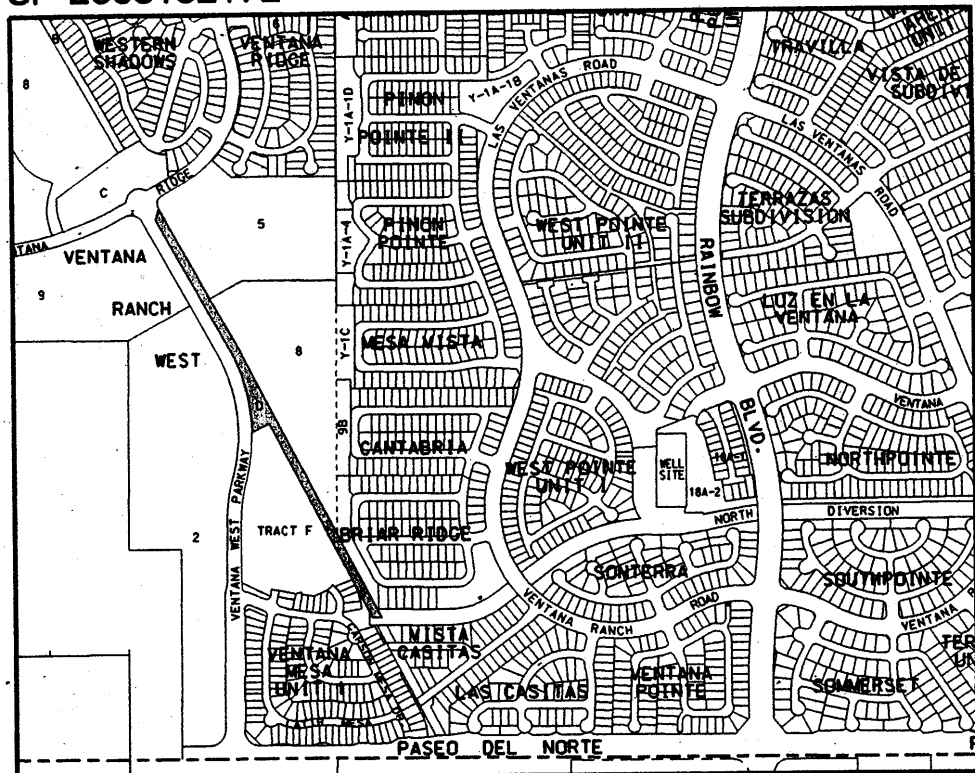 WESTERN
SHADOWS
VENTANA
RIDGE
6
8
8
PINON
POINTE II
Y-1A-1D
Y-1A-1B
LAS VENTANAS ROAD
TRAVILLA
VISTA DE
LAS VENTANAS ROAD
C
RIDGE
5
PINON
POINTE
Y-1A-4
WEST POINTE
UNIT II
TERRAZAS
SUBDIVISION
RAINBOW
BLVD.
VENTANA
RANCH
WEST
9
8
MESA VISTA
Y-1C
LUZ EN LA
VENTANA
VENTANA
D
9B
CANTABRIA
WEST POINTE
UNIT I
WELL
SITE
18A-2
NORTHPOINTE
NORTH
DIVERSION
VENTANA WEST PARKWAY
2
TRACT F
BRIAR RIDGE
SONTERRA
SOUTHPOINTE
VENTANA RANCH ROAD
VENTANA
VISTA
CASITAS
VENTANA
MESA
UNIT I
LAS CASITAS
VENTANA
POINTE
SOMMERSET
PASEO DEL NORTE